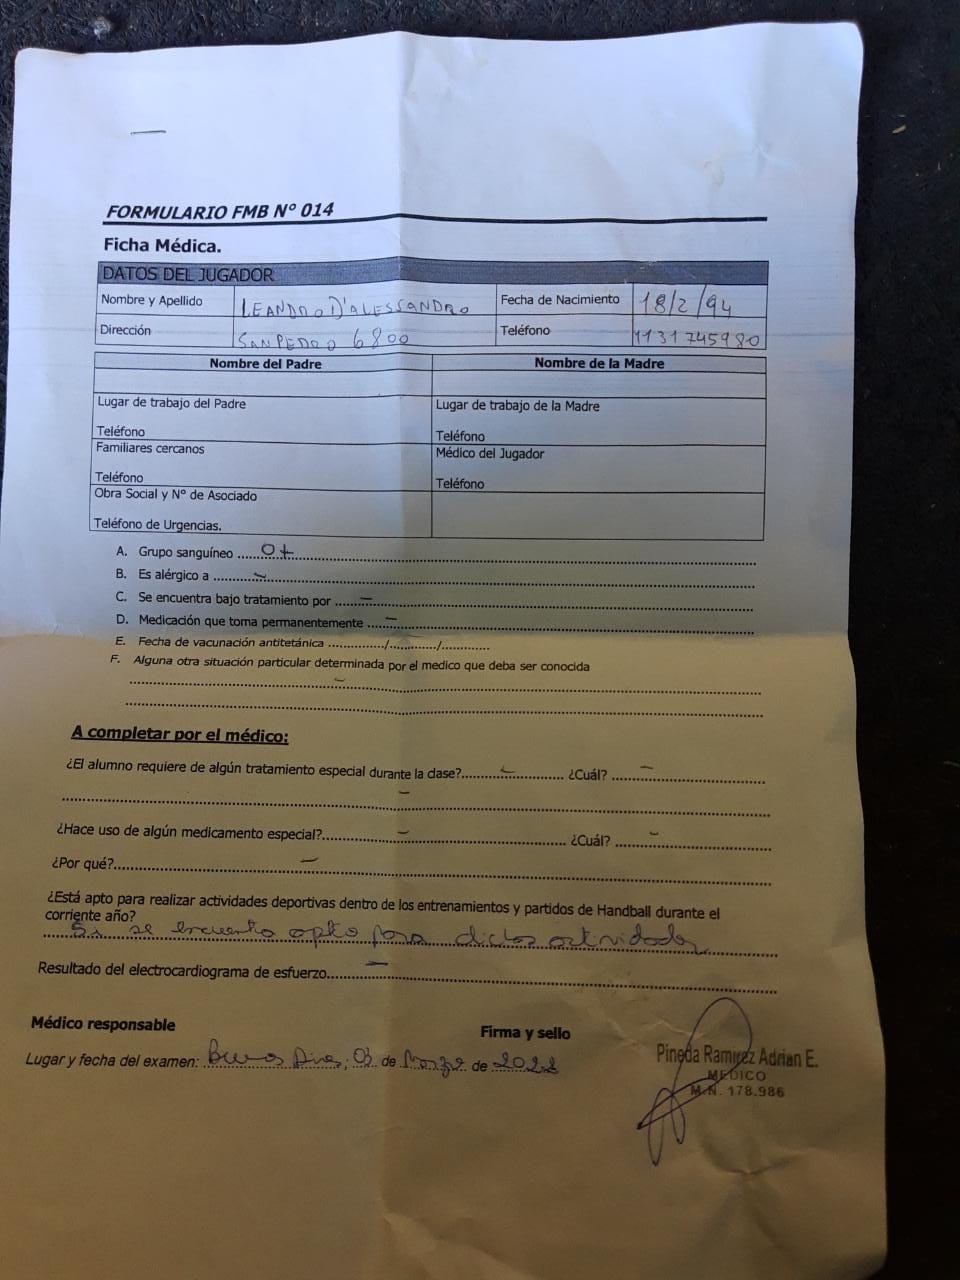 FORMULARIO FMB Nº 014
Ficha Médica.
DATOS DEL JUGADOR
Nombre y Apellido LEANDRO D'ALESSANDRO Fecha de Nacimiento 18/2/94
Dirección SAN PEDRO 6800 Teléfono 1131745980
Nombre del Padre Nombre de la Madre
Lugar de trabajo del Padre Lugar de trabajo de la Madre
Teléfono Teléfono
Familiares cercanos Médico del Jugador
Teléfono Teléfono
Obra Social y Nº de Asociado
Teléfono de Urgencias.
A. Grupo sanguíneo ...... O+ ......
B. Es alérgico a ...... - ......
C. Se encuentra bajo tratamiento por ...... - ......
D. Medicación que toma permanentemente ...... - ......
E. Fecha de vacunación antitetánica ....../....../......
F. Alguna otra situación particular determinada por el medico que deba ser conocida
...... - ......
A completar por el médico:
¿El alumno requiere de algún tratamiento especial durante la clase?...... - ...... ¿Cuál? ...... - ......
...... - ......
¿Hace uso de algún medicamento especial?...... - ...... ¿Cuál? ...... - ......
¿Por qué?...... - ......
¿Está apto para realizar actividades deportivas dentro de los entrenamientos y partidos de Handball durante el
corriente año?
Si se encuentra apto para dichas actividades
Resultado del electrocardiograma de esfuerzo...... - ......
Médico responsable Firma y sello
Lugar y fecha del examen: Buenos Aires, de Marzo de
Pineda Ramirez Adrian E.
MEDICO
M.N. 178.986